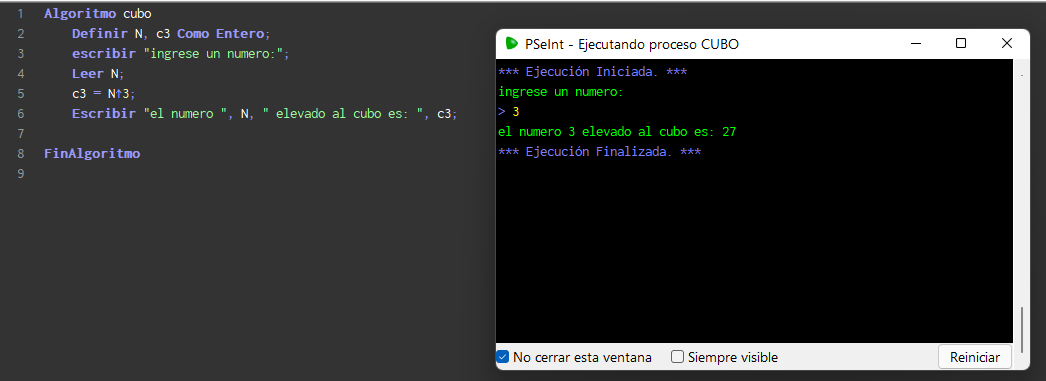 1 Algoritmo cubo
2 Definir N, c3 Como Entero;
3 escribir "ingrese un numero:";
4 Leer N;
5 c3 = N↑3;
6 Escribir "el numero ", N, " elevado al cubo es: ", c3;
7
8 FinAlgoritmo
9
PSeInt - Ejecutando proceso CUBO
*** Ejecución Iniciada. ***
ingrese un numero:
> 3
el numero 3 elevado al cubo es: 27
*** Ejecución Finalizada. ***
No cerrar esta ventana Siempre visible Reiniciar